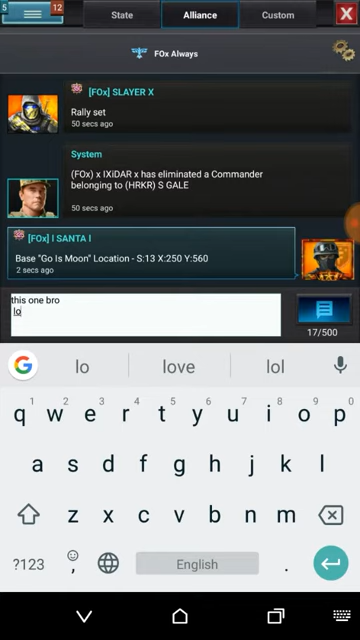 5
12
State
Alliance
Custom
X
FOx Always
[FOx] SLAYER X
Rally set
50 secs ago
System
(FOx) x IXiDAR x has eliminated a Commander
belonging to (HRKR) S GALE
50 secs ago
[FOx] l SANTA l
Base "Go Is Moon" Location - S:13 X:250 Y:560
2 secs ago
this one bro
lo
17/500
G lo love lol
1 2 3 4 5 6 7 8 9 0
q w e r t y u i o p
a s d f g h j k l
z x c v b n m
?123 , English .